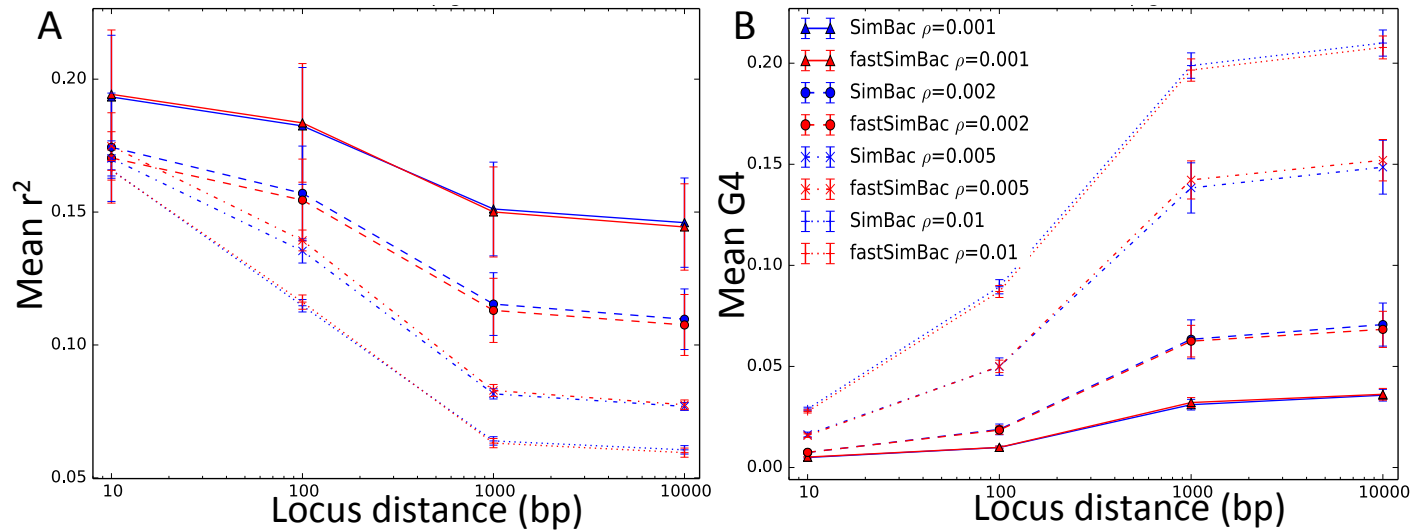 A
Mean r²
0.20
0.15
0.10
0.05
10
100
1000
10000
Locus distance (bp)
B
Mean G4
0.20
0.15
0.10
0.05
0.00
SimBac ρ=0.001
fastSimBac ρ=0.001
SimBac ρ=0.002
fastSimBac ρ=0.002
SimBac ρ=0.005
fastSimBac ρ=0.005
SimBac ρ=0.01
fastSimBac ρ=0.01
10
100
1000
10000
Locus distance (bp)